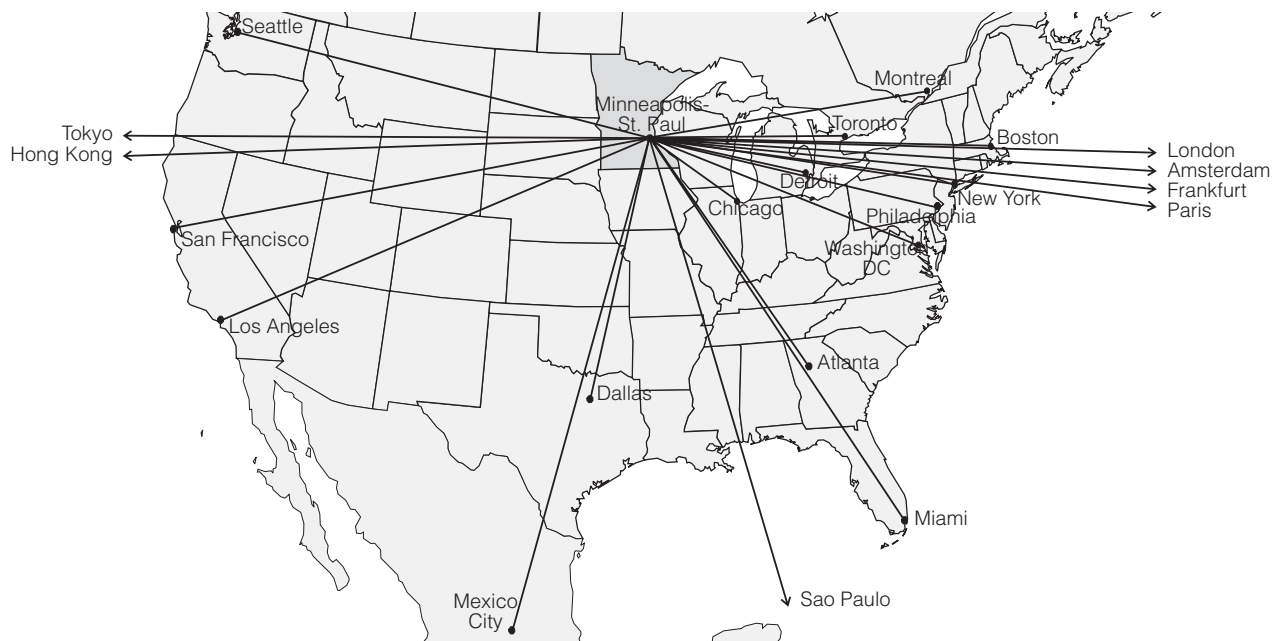 Seattle
Montreal
Minneapolis-
St. Paul
Toronto
Tokyo
Boston
Hong Kong
London
Amsterdam
Detroit
Frankfurt
New York
Chicago
Paris
Philadelphia
San Francisco
Washington
DC
Los Angeles
Atlanta
Dallas
Miami
Sao Paulo
Mexico
City